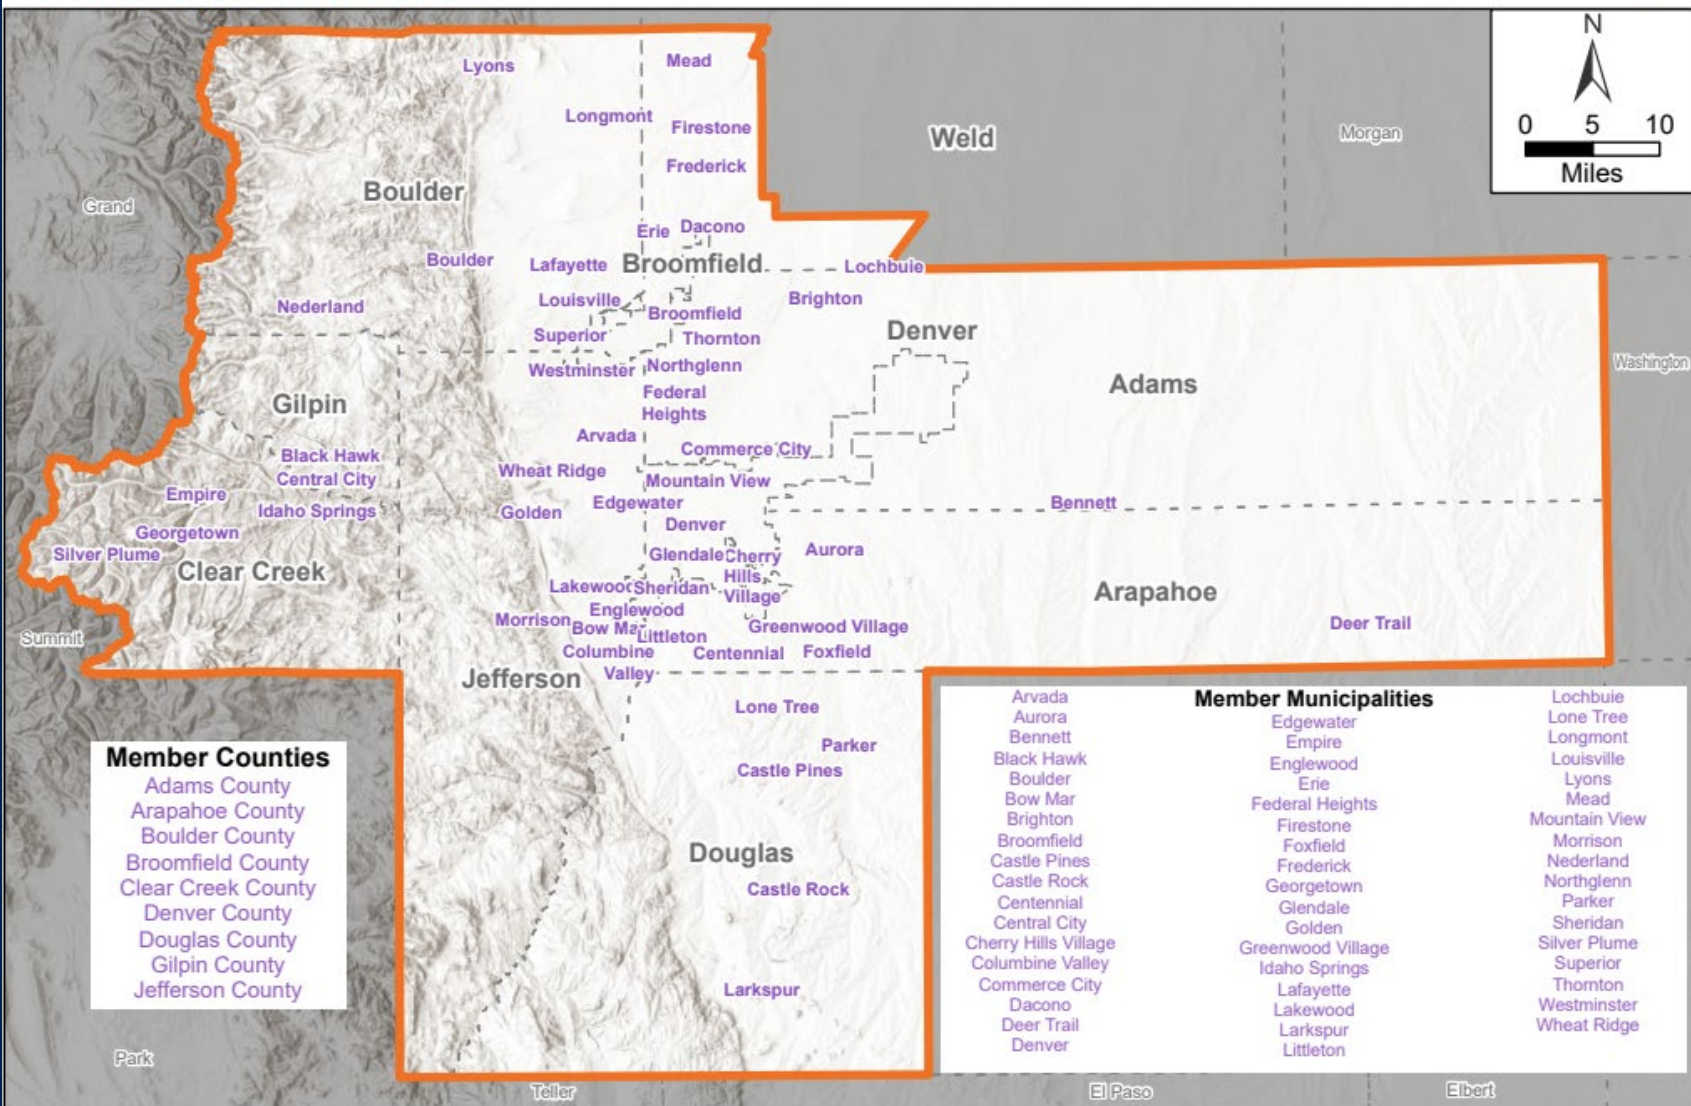 N
0 5 10
Miles
Lyons
Mead
Longmont
Firestone
Weld
Morgan
Frederick
Boulder
Grand
Erie
Dacono
Boulder
Lafayette
Broomfield
Lochbuie
Nederland
Louisville
Broomfield
Brighton
Superior
Thornton
Denver
Westminster
Northglenn
Washington
Federal
Heights
Adams
Gilpin
Arvada
Commerce City
Black Hawk
Wheat Ridge
Central City
Mountain View
Empire
Edgewater
Bennett
Idaho Springs
Golden
Denver
Georgetown
Silver Plume
Glendale
Cherry
Hills
Village
Aurora
Clear Creek
Lakewood
Sheridan
Arapahoe
Englewood
Morrison
Bow Mar
Littleton
Greenwood Village
Deer Trail
Summit
Columbine
Valley
Centennial
Foxfield
Jefferson
Lone Tree
Parker
Castle Pines
Douglas
Castle Rock
Larkspur
Park
Teller
El Paso
Elbert
Member Counties
Adams County
Arapahoe County
Boulder County
Broomfield County
Clear Creek County
Denver County
Douglas County
Gilpin County
Jefferson County
Member Municipalities
Arvada
Aurora
Bennett
Black Hawk
Boulder
Bow Mar
Brighton
Broomfield
Castle Pines
Castle Rock
Centennial
Central City
Cherry Hills Village
Columbine Valley
Commerce City
Dacono
Deer Trail
Denver
Edgewater
Empire
Englewood
Erie
Federal Heights
Firestone
Foxfield
Frederick
Georgetown
Glendale
Golden
Greenwood Village
Idaho Springs
Lafayette
Lakewood
Larkspur
Littleton
Lochbuie
Lone Tree
Longmont
Louisville
Lyons
Mead
Mountain View
Morrison
Nederland
Northglenn
Parker
Sheridan
Silver Plume
Superior
Thornton
Westminster
Wheat Ridge